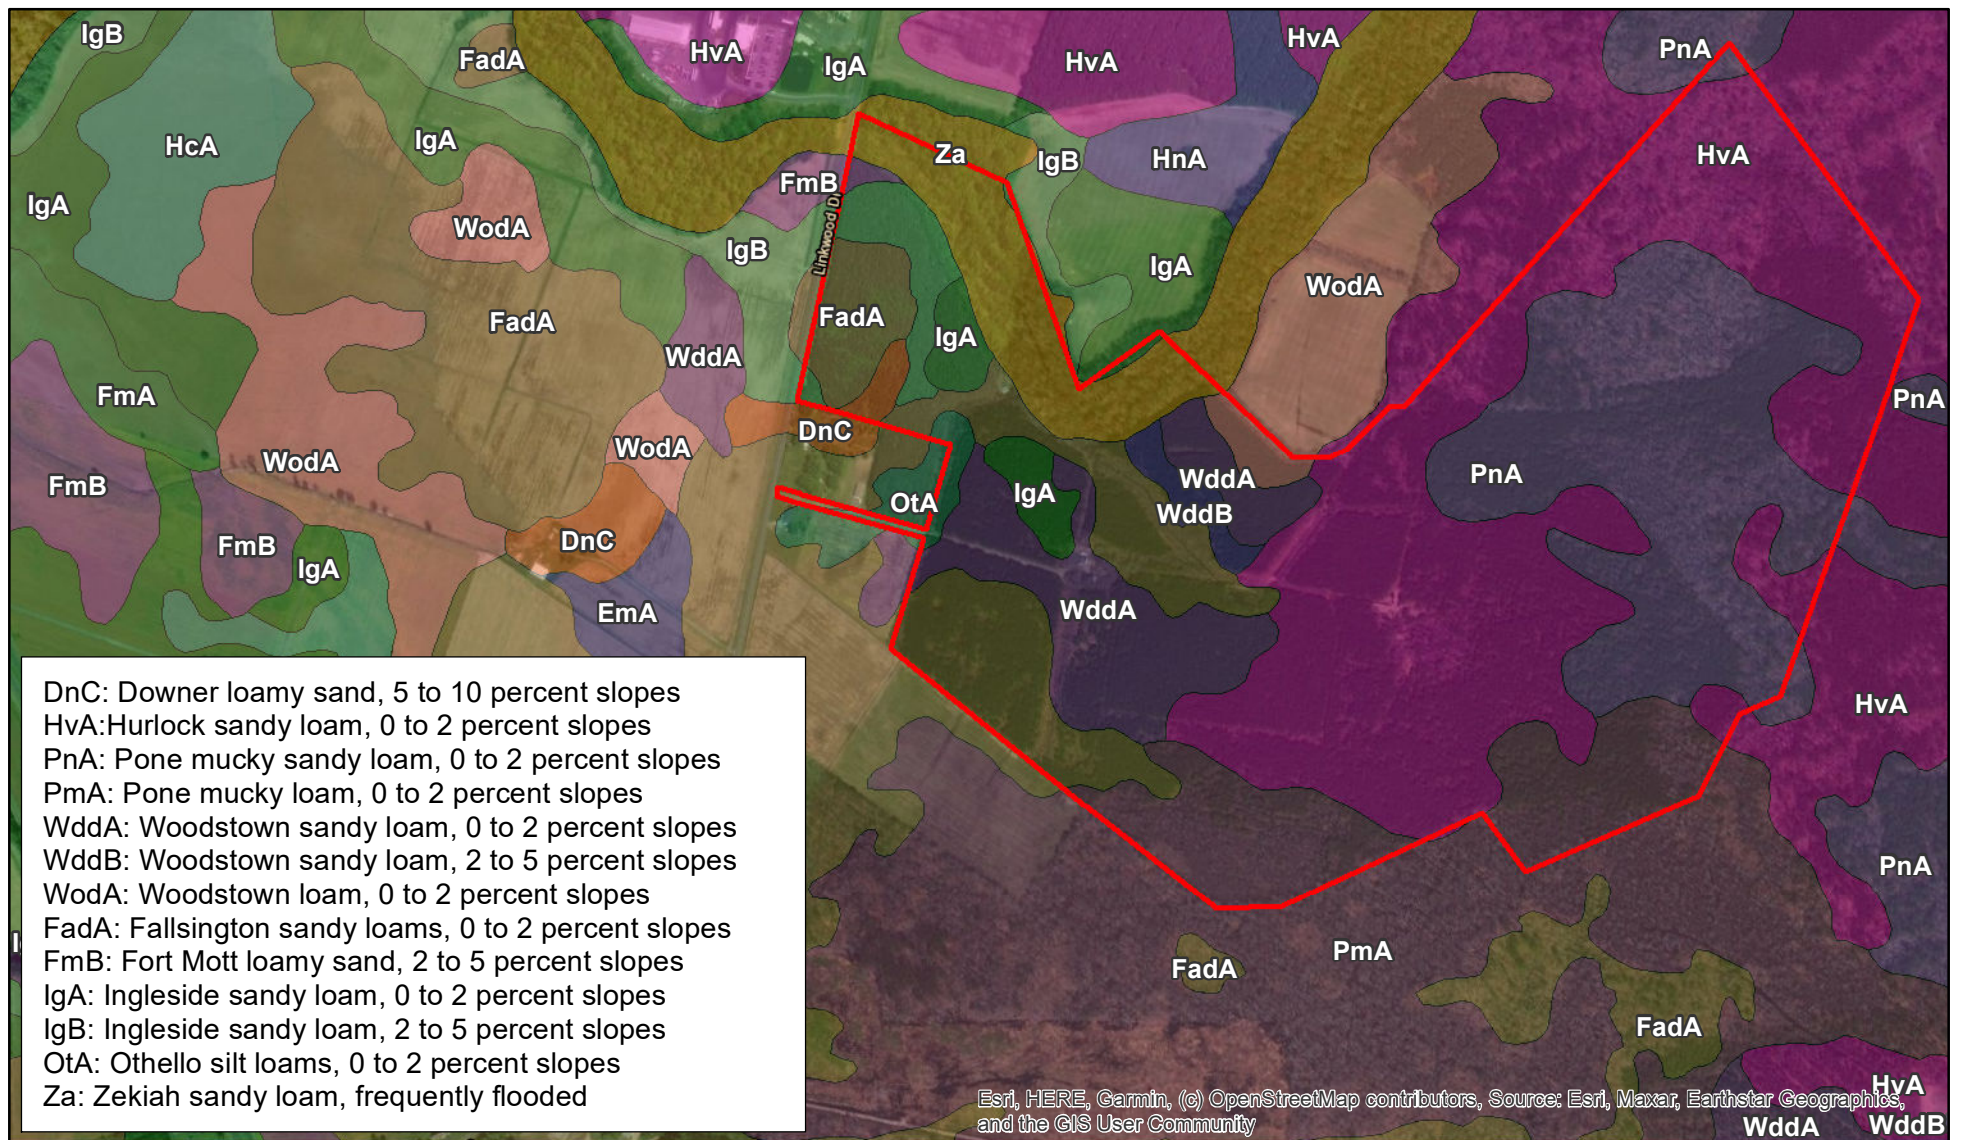 IgB
FadA
HvA
IgA
HvA
HvA
PnA
HcA
IgA
Za
IgB
HnA
HvA
IgA
FmB
WodA
IgB
Linkwood D
IgA
WodA
FadA
FadA
IgA
WddA
FmA
PnA
DnC
WodA
WodA
FmB
PnA
WddA
IgA
OtA
WddB
DnC
FmB
IgA
EmA
WddA
HvA
PnA
PmA
FadA
FadA
DnC: Downer loamy sand, 5 to 10 percent slopes
HvA:Hurlock sandy loam, 0 to 2 percent slopes
PnA: Pone mucky sandy loam, 0 to 2 percent slopes
PmA: Pone mucky loam, 0 to 2 percent slopes
WddA: Woodstown sandy loam, 0 to 2 percent slopes
WddB: Woodstown sandy loam, 2 to 5 percent slopes
WodA: Woodstown loam, 0 to 2 percent slopes
FadA: Fallsington sandy loams, 0 to 2 percent slopes
FmB: Fort Mott loamy sand, 2 to 5 percent slopes
IgA: Ingleside sandy loam, 0 to 2 percent slopes
IgB: Ingleside sandy loam, 2 to 5 percent slopes
OtA: Othello silt loams, 0 to 2 percent slopes
Za: Zekiah sandy loam, frequently flooded
HvA
WddA
WddB
Esri, HERE, Garmin, (c) OpenStreetMap contributors, Source: Esri, Maxar, Earthstar Geographics,
and the GIS User Community